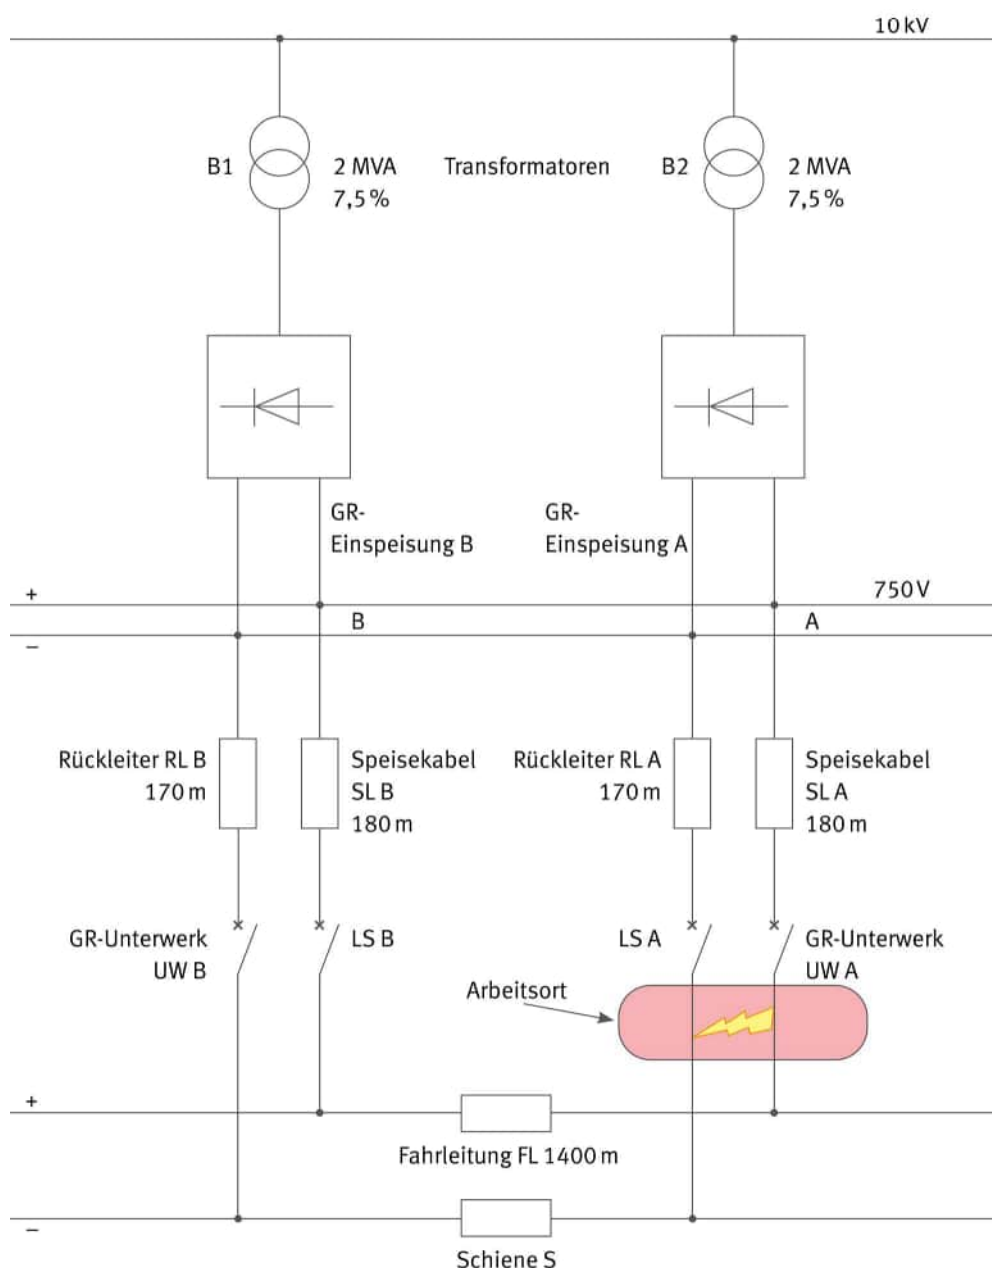 10 kV
B1
2 MVA
7,5 %
Transformatoren
B2
2 MVA
7,5 %
GR-
Einspeisung B
GR-
Einspeisung A
+
750 V
B
A
–
Rückleiter RL B
170 m
Speisekabel
SL B
180 m
Rückleiter RL A
170 m
Speisekabel
SL A
180 m
GR-Unterwerk
UW B
LS B
LS A
GR-Unterwerk
UW A
Arbeitsort
+
Fahrleitung FL 1400 m
–
Schiene S